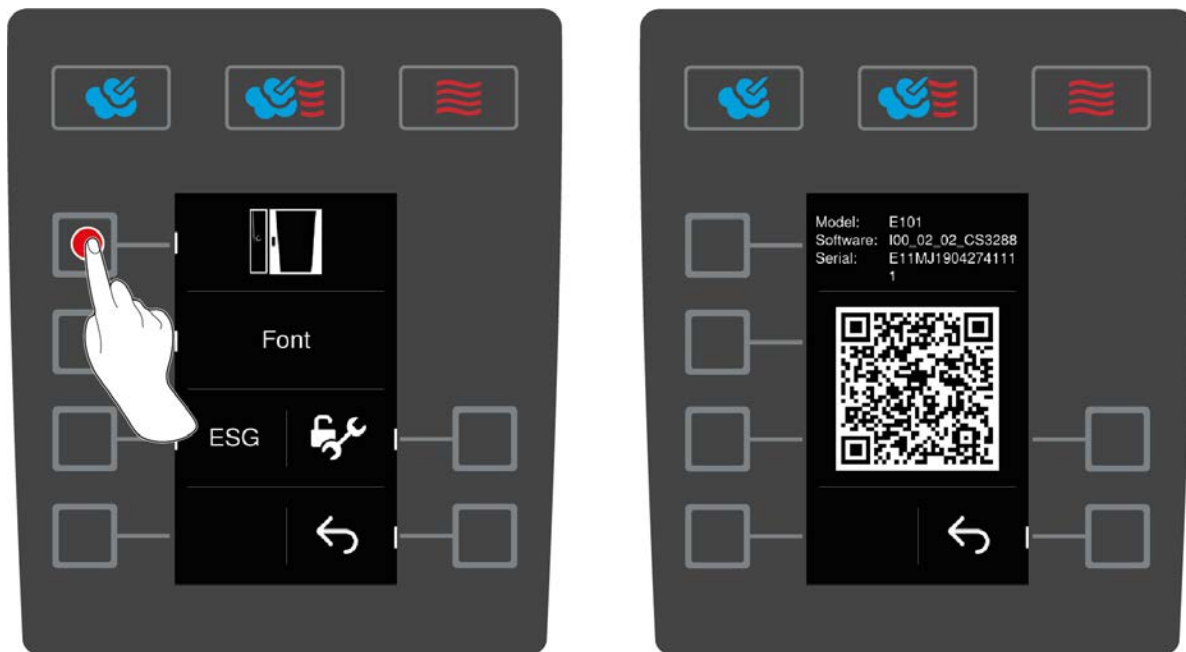 Font
ESG
Model: E101
Software: I00_02_02_CS3288
Serial: E11MJ1904274111
1